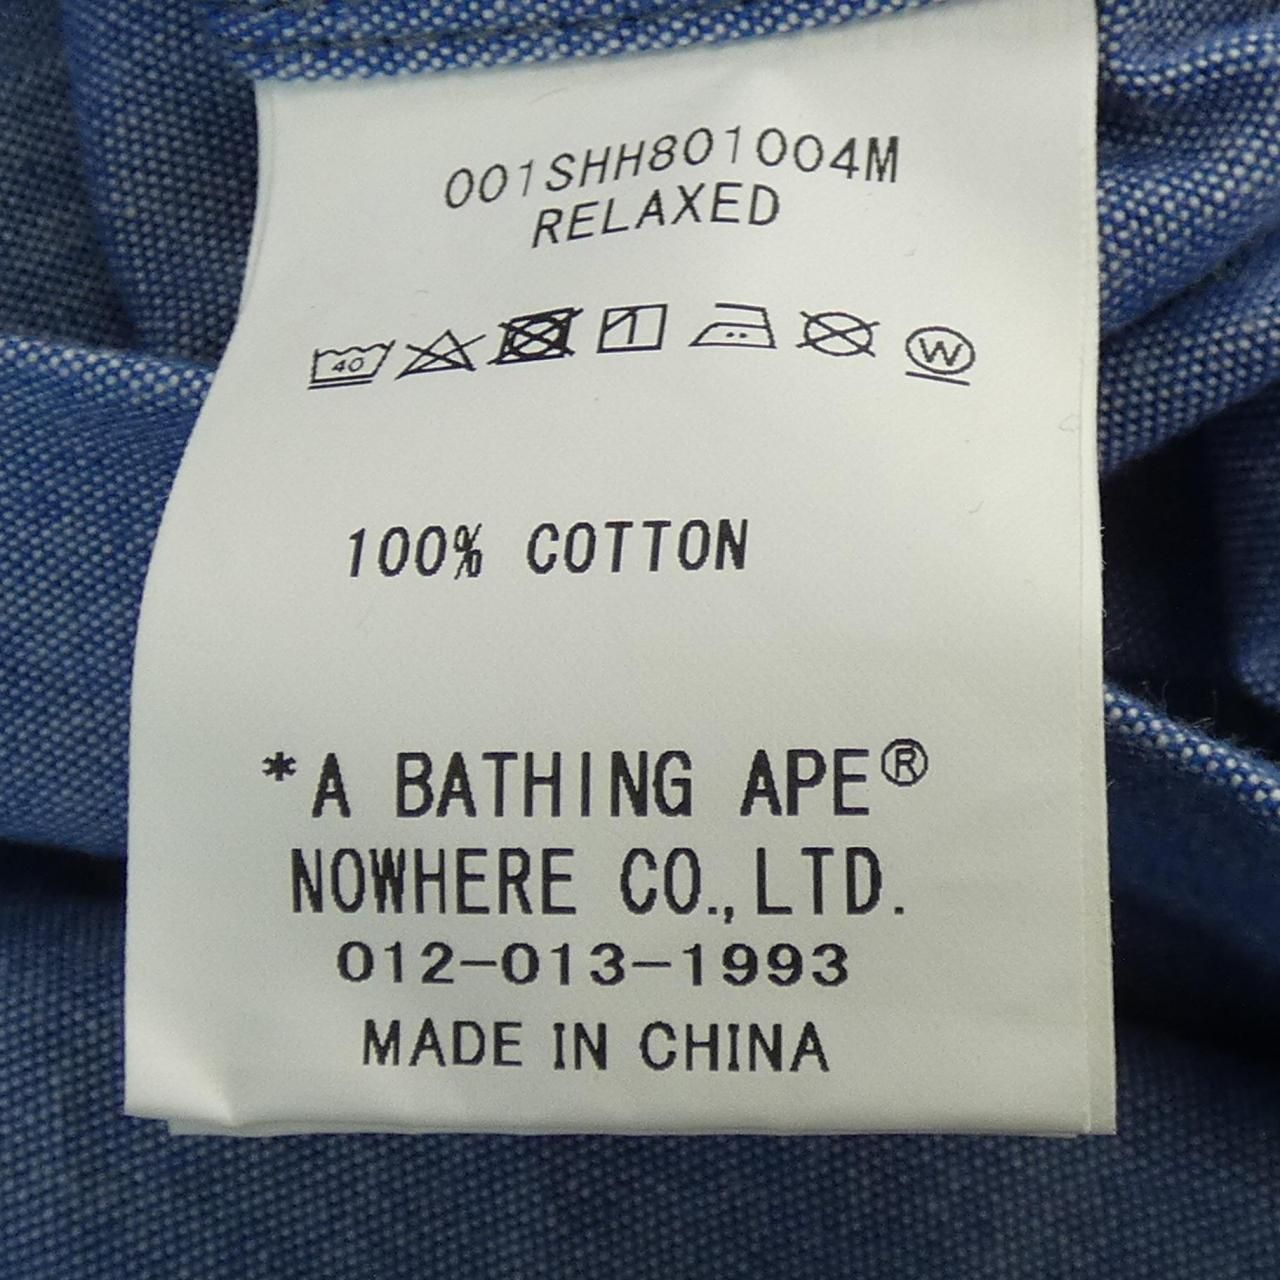 001SHH801004M
RELAXED
40 W
100% COTTON
*A BATHING APE®
NOWHERE CO.,LTD.
012-013-1993
MADE IN CHINA